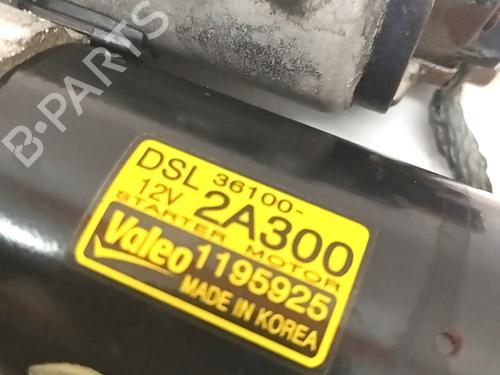 B-PARTS
DSL 36100-
12V 2A300
STARTER MOTOR
Valeo 1195925
MADE IN KOREA